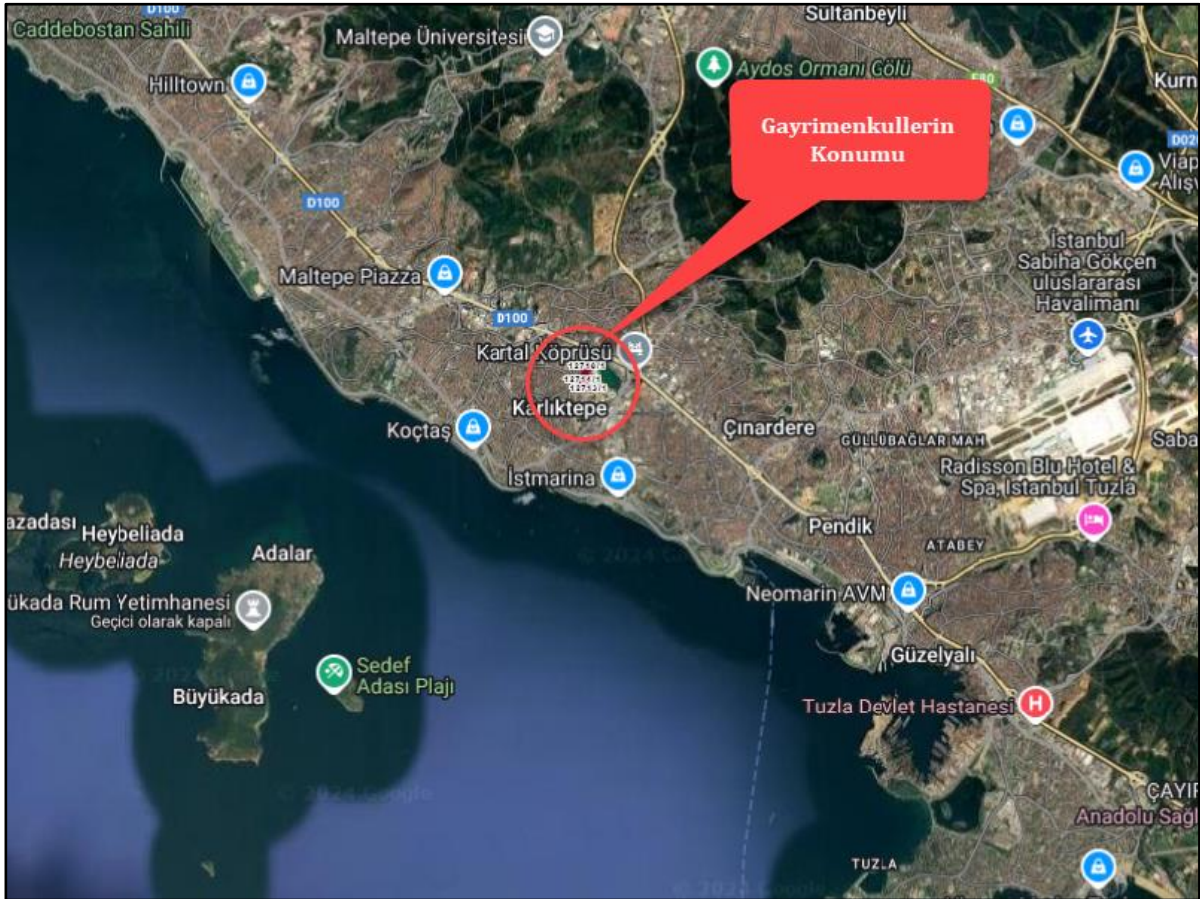 D100
Caddebostan Sahili
Sultanbeyli
Maltepe Üniversitesi
Aydos Ormanı Gölü
Hilltown
E80
Kurn
Gayrimenkullerin
Konumu
D100
Viap
Alışv
İstanbul
Sabiha Gökçen
uluslararası
Havalimanı
Maltepe Piazza
D100
Kartal Köprüsü
Karlıktepe
Koçtaş
Çınardere
GÜLLÜBAĞLAR MAH
Saba
İstmarina
Radisson Blu Hotel &
Spa, Istanbul Tuzla
Pendik
ATABEY
azadası
Heybeliada
Heybeliada
Adalar
Neomarin AVM
ükada Rum Yetimhanesi
Geçici olarak kapalı
Güzelyalı
Sedef
Adası Plajı
Büyükada
Tuzla Devlet Hastanesi
ÇAYIR
Anadolu Sağl
TUZLA